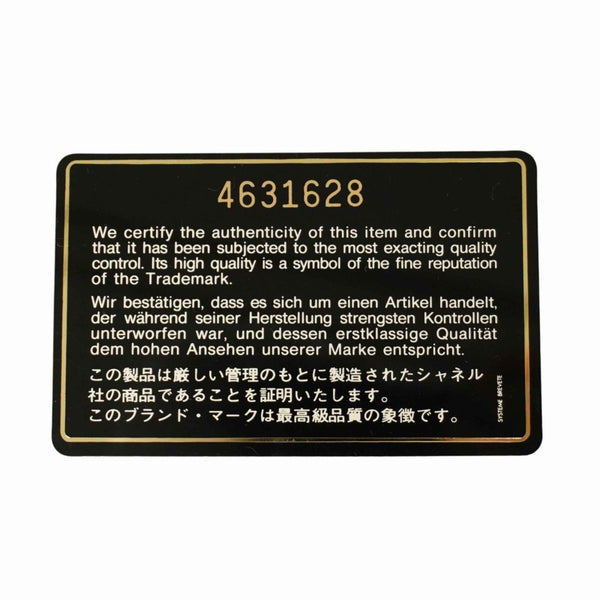 4631628
We certify the authenticity of this item and confirm
that it has been subjected to the most exacting quality
control. Its high quality is a symbol of the fine reputation
of the Trademark.
Wir bestätigen, dass es sich um einen Artikel handelt,
der während seiner Herstellung strengsten Kontrollen
unterworfen war, und dessen erstklassige Qualität
dem hohen Ansehen unserer Marke entspricht.
この製品は厳しい管理のもとに製造されたシャネル
社の商品であることを証明いたします。
このブランド・マークは最高級品質の象徴です。
SYSTEME BREVETE